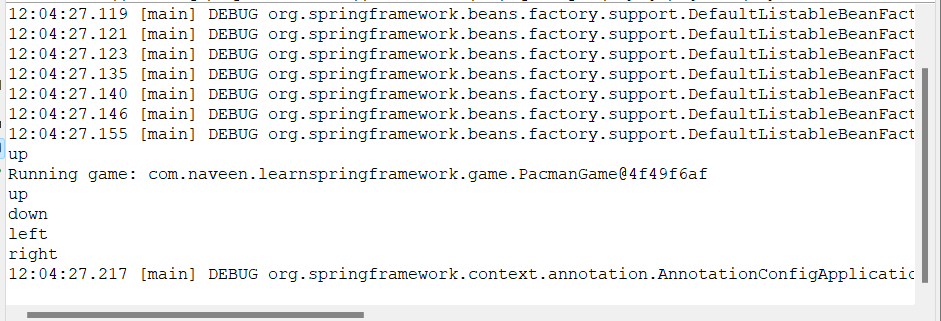 12:04:27.119 [main] DEBUG org.springframework.beans.factory.support.DefaultListableBeanFact
12:04:27.121 [main] DEBUG org.springframework.beans.factory.support.DefaultListableBeanFact
12:04:27.123 [main] DEBUG org.springframework.beans.factory.support.DefaultListableBeanFact
12:04:27.135 [main] DEBUG org.springframework.beans.factory.support.DefaultListableBeanFact
12:04:27.140 [main] DEBUG org.springframework.beans.factory.support.DefaultListableBeanFact
12:04:27.146 [main] DEBUG org.springframework.beans.factory.support.DefaultListableBeanFact
12:04:27.155 [main] DEBUG org.springframework.beans.factory.support.DefaultListableBeanFact
up
Running game: com.naveen.learnspringframework.game.PacmanGame@4f49f6af
up
down
left
right
12:04:27.217 [main] DEBUG org.springframework.context.annotation.AnnotationConfigApplicatio